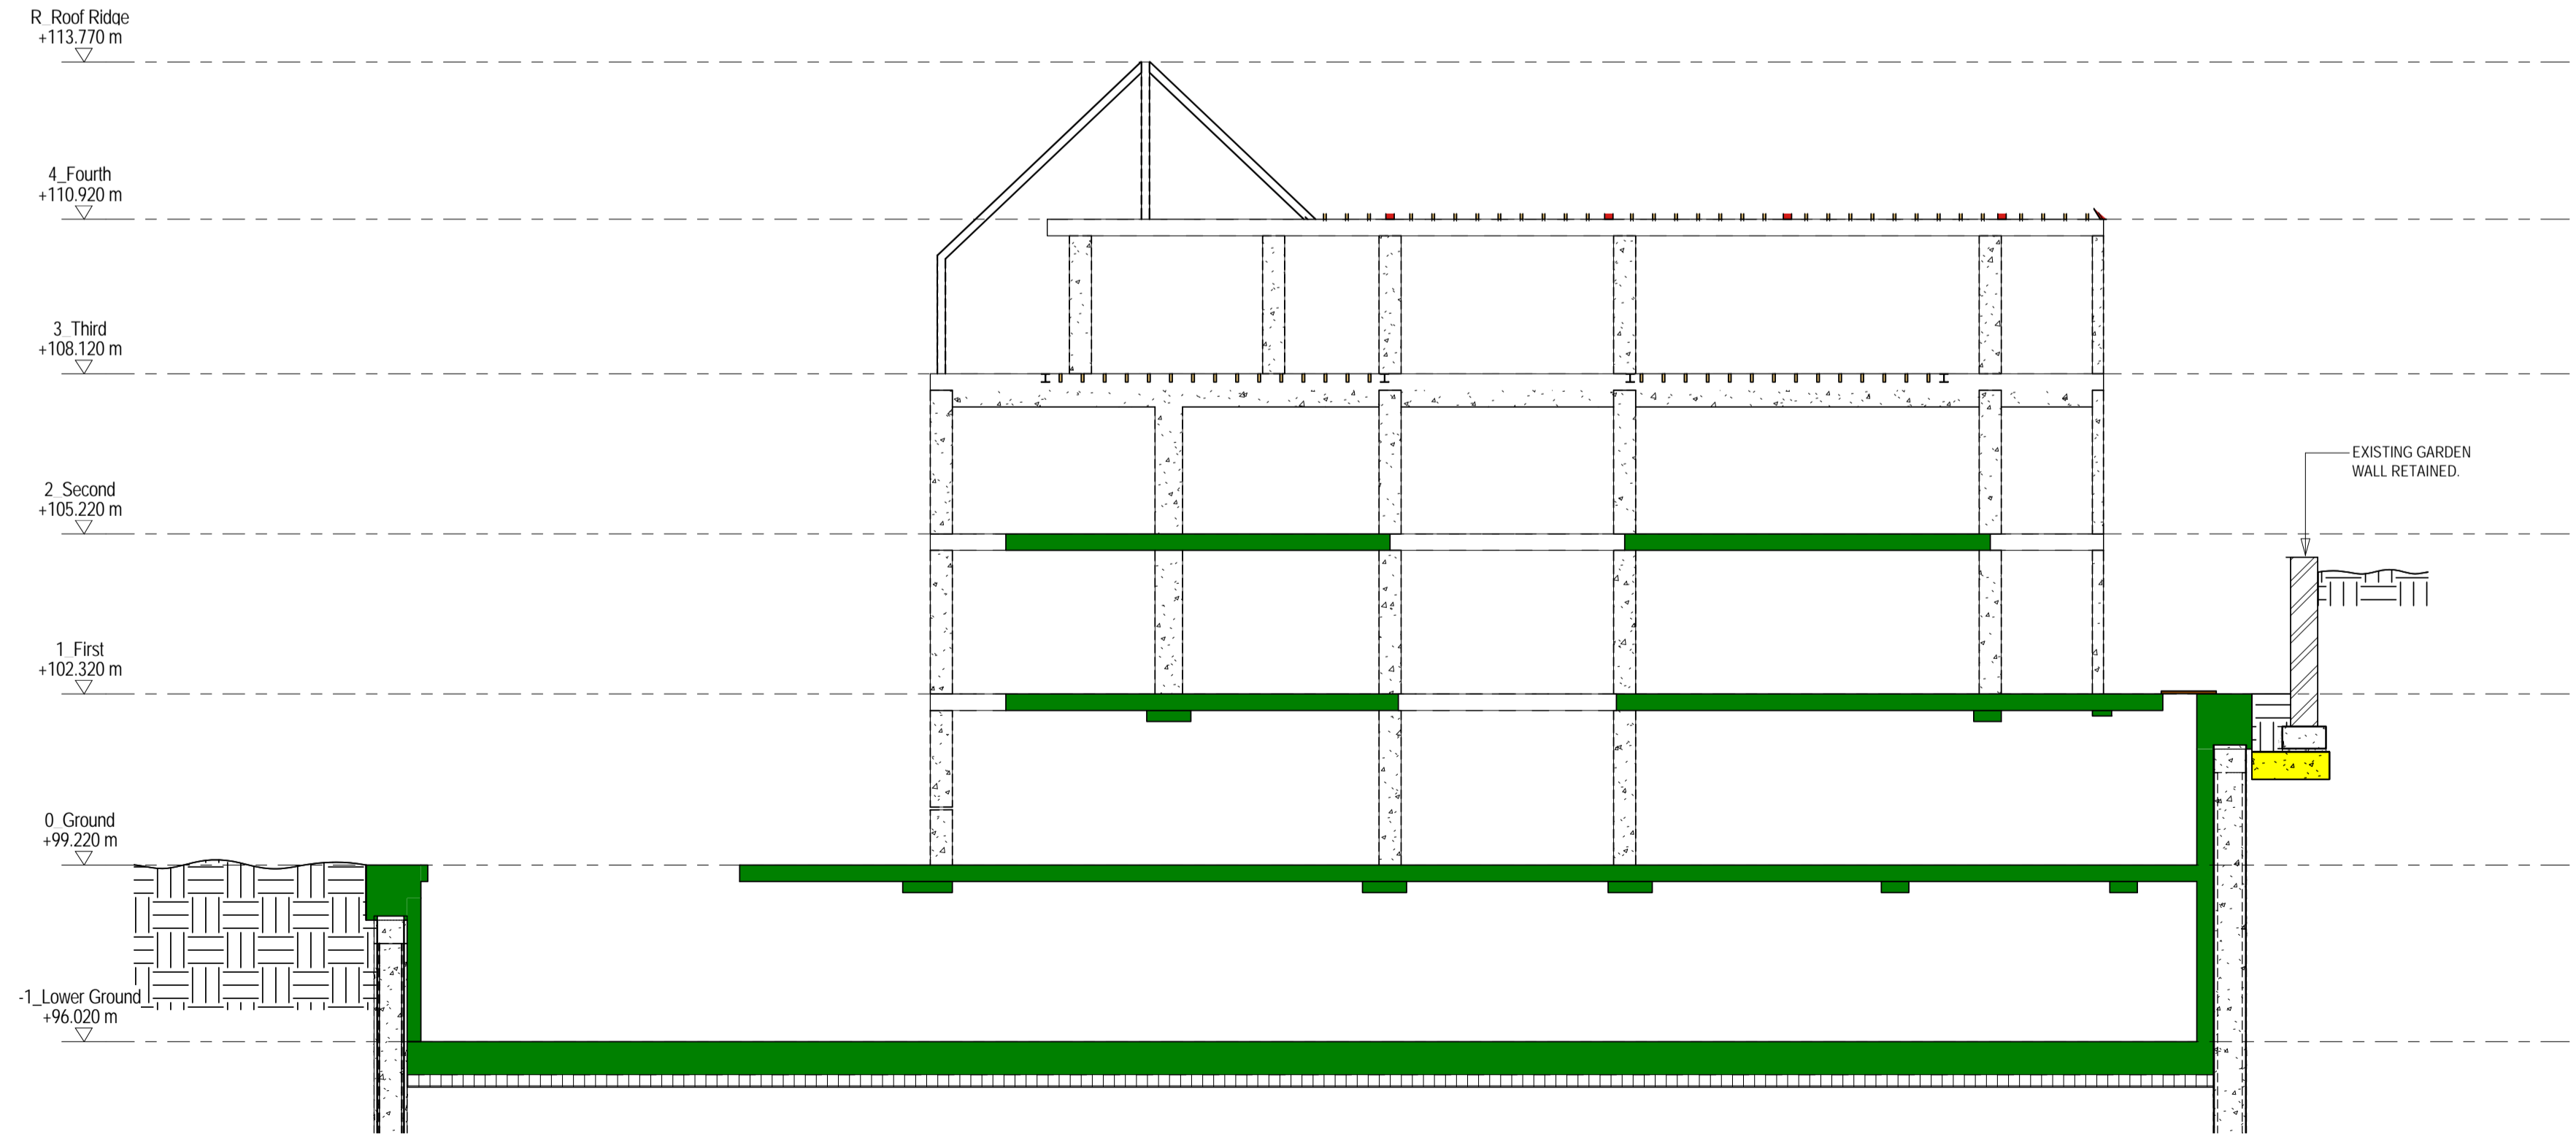 R_Roof Ridge
+113.770 m
4_Fourth
+110.920 m
3_Third
+108.120 m
2_Second
+105.220 m
EXISTING GARDEN
WALL RETAINED.
1_First
+102.320 m
0_Ground
+99.220 m
-1_Lower Ground
+96.020 m